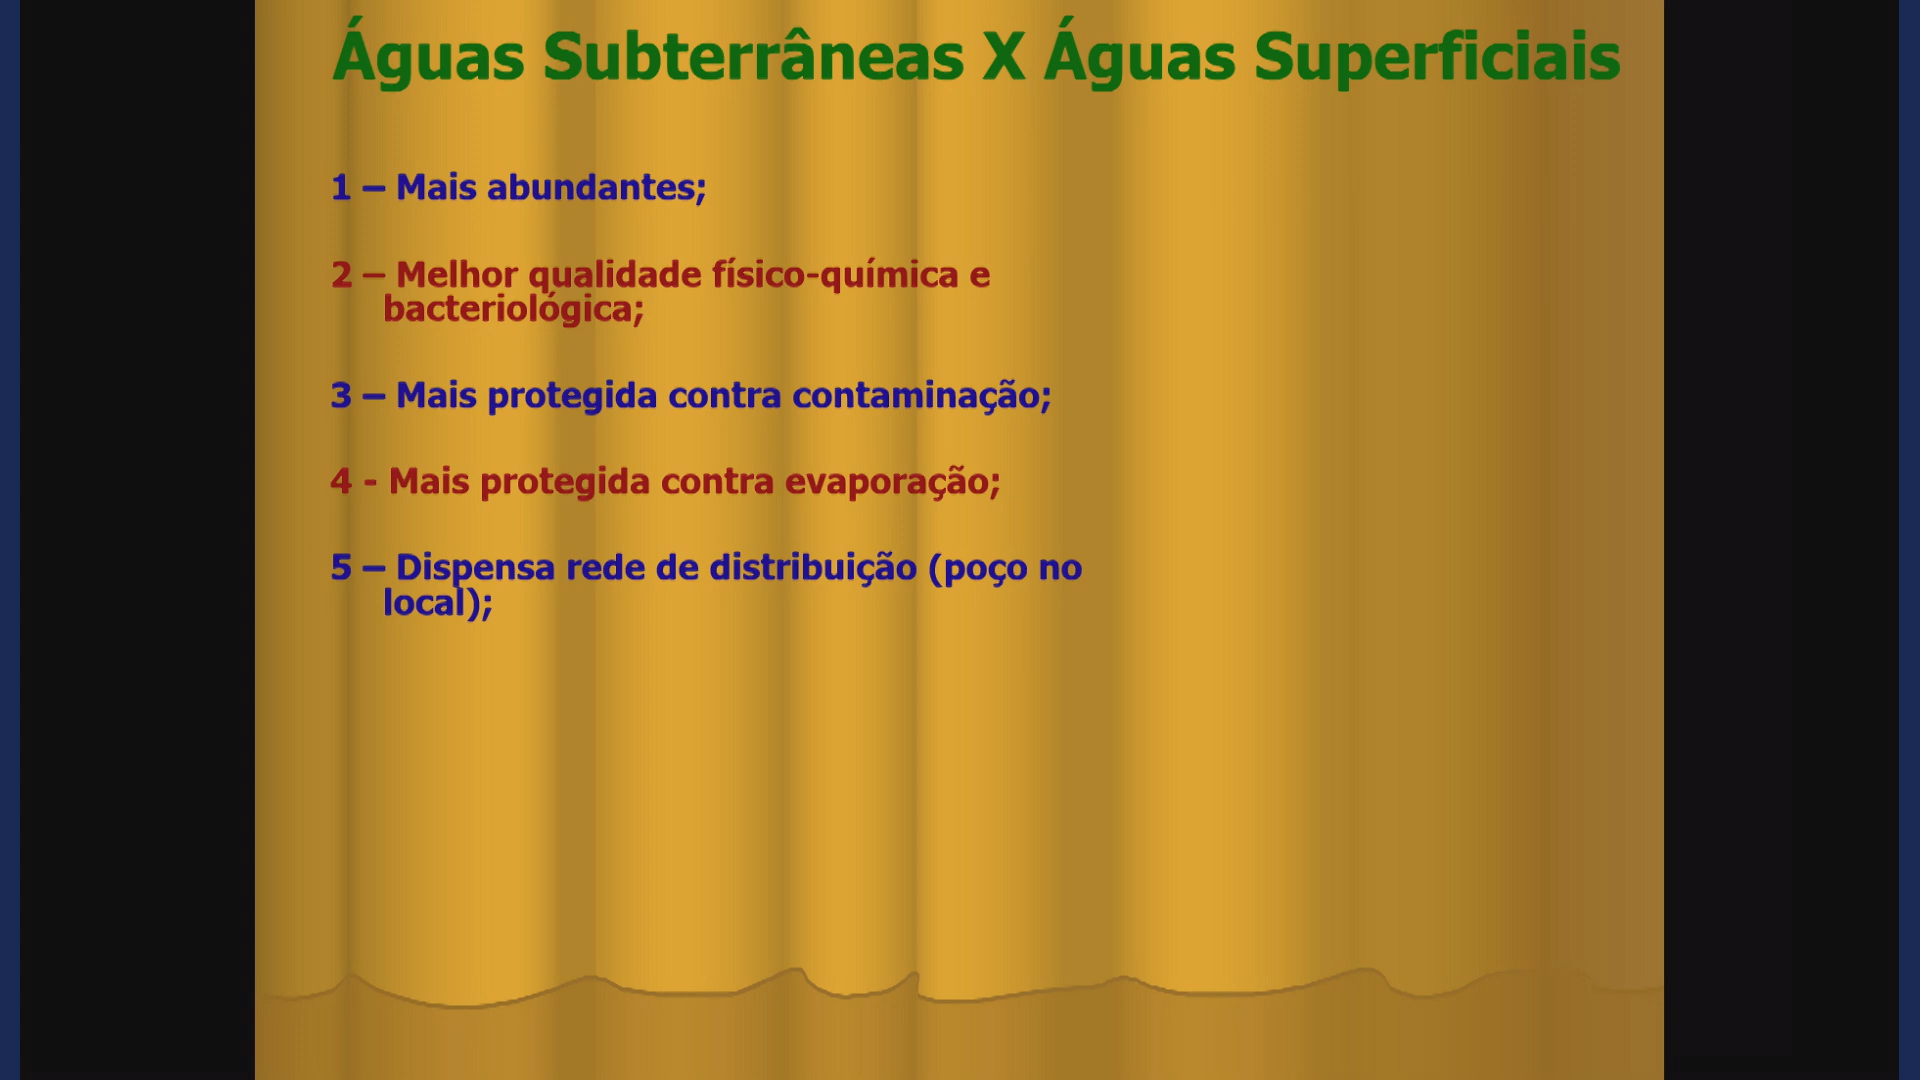 Águas Subterrâneas X Águas Superficiais
1 – Mais abundantes;
2 – Melhor qualidade físico-química e
bacteriológica;
3 – Mais protegida contra contaminação;
4 - Mais protegida contra evaporação;
5 – Dispensa rede de distribuição (poço no
local);